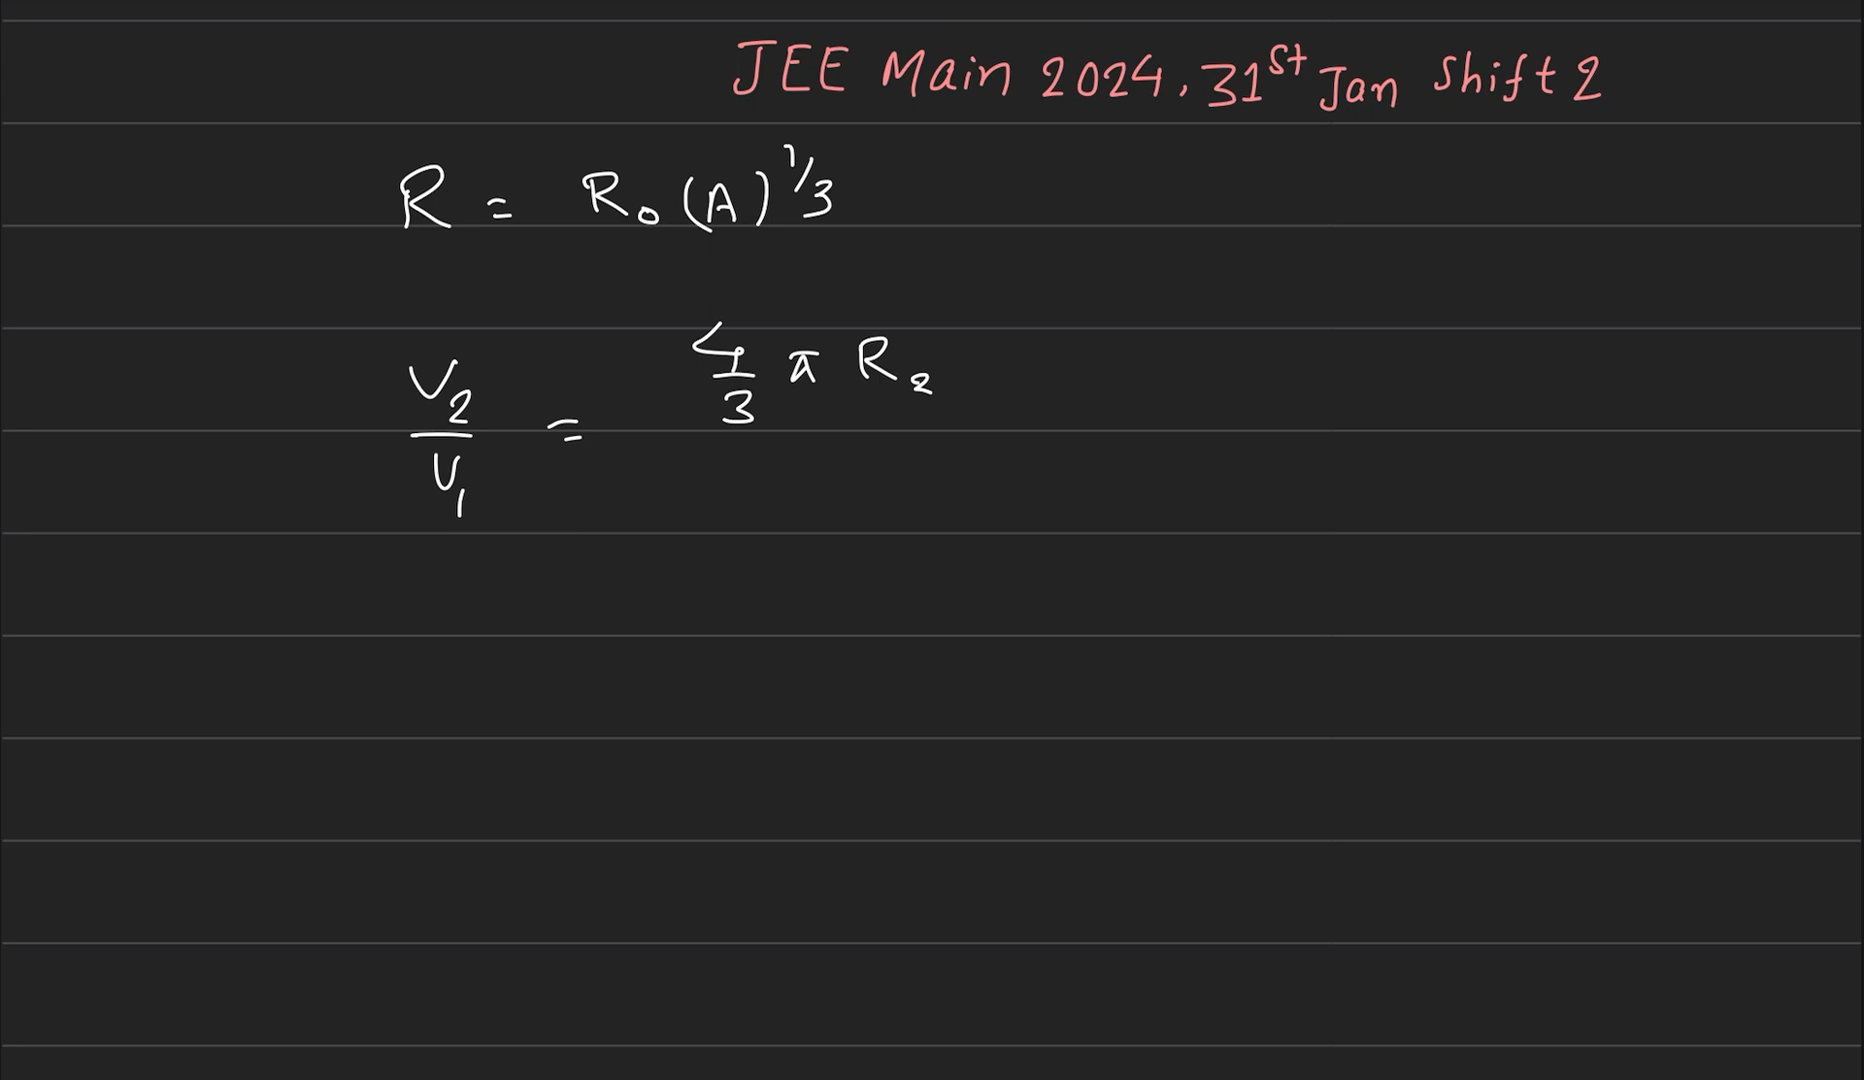 JEE Main 2024, 31st Jan Shift 2
R = R₀(A)^1/3
V₂/V₁ = 4/3 π R₂